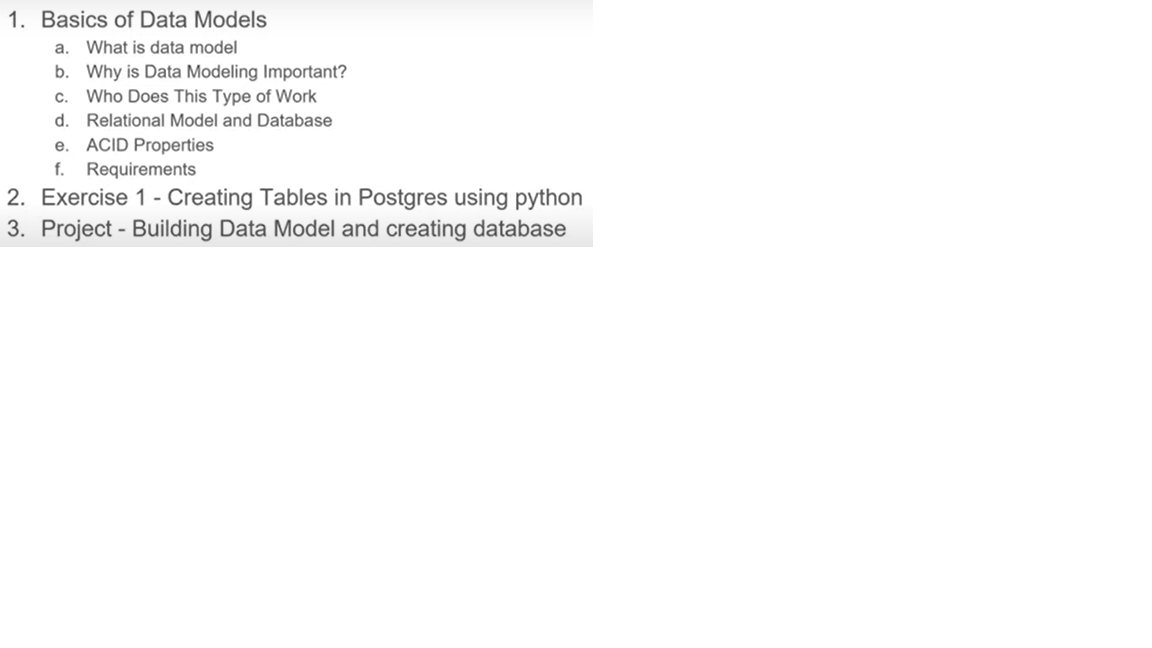 1. Basics of Data Models
a. What is data model
b. Why is Data Modeling Important?
c. Who Does This Type of Work
d. Relational Model and Database
e. ACID Properties
f. Requirements
2. Exercise 1 - Creating Tables in Postgres using python
3. Project - Building Data Model and creating database